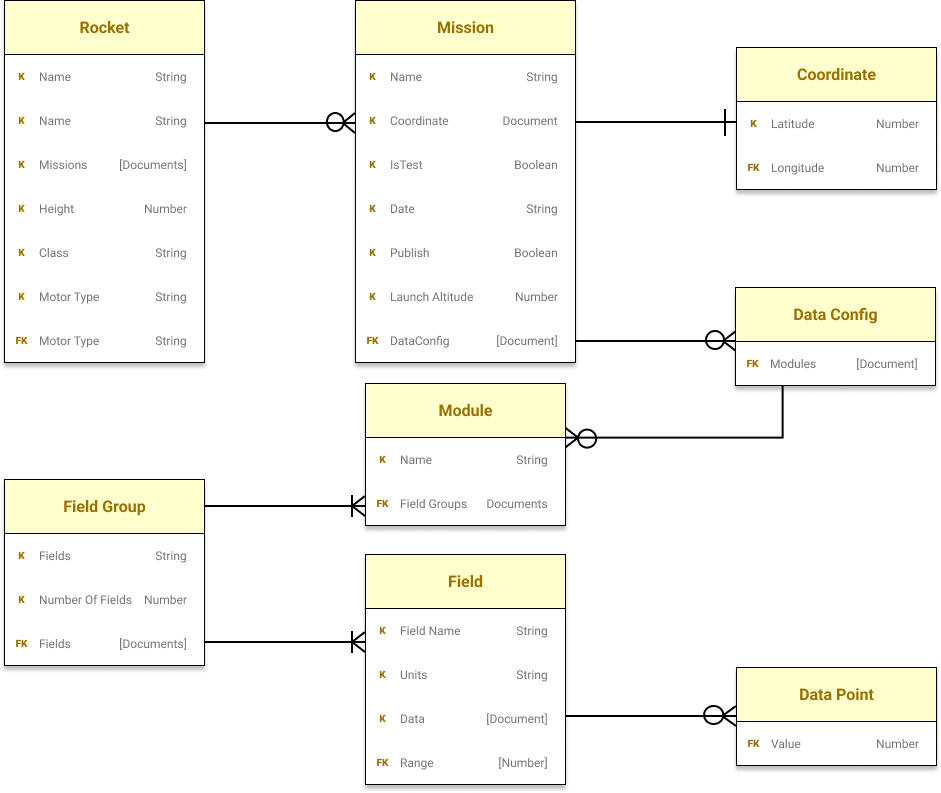 Rocket
K Name String
K Name String
K Missions [Documents]
K Height Number
K Class String
K Motor Type String
FK Motor Type String
Mission
K Name String
K Coordinate Document
K IsTest Boolean
K Date String
K Publish Boolean
K Launch Altitude Number
FK DataConfig [Document]
Coordinate
K Latitude Number
FK Longitude Number
Data Config
FK Modules [Document]
Module
K Name String
FK Field Groups Documents
Field Group
K Fields String
K Number Of Fields Number
FK Fields [Documents]
Field
K Field Name String
K Units String
K Data [Document]
FK Range [Number]
Data Point
FK Value Number